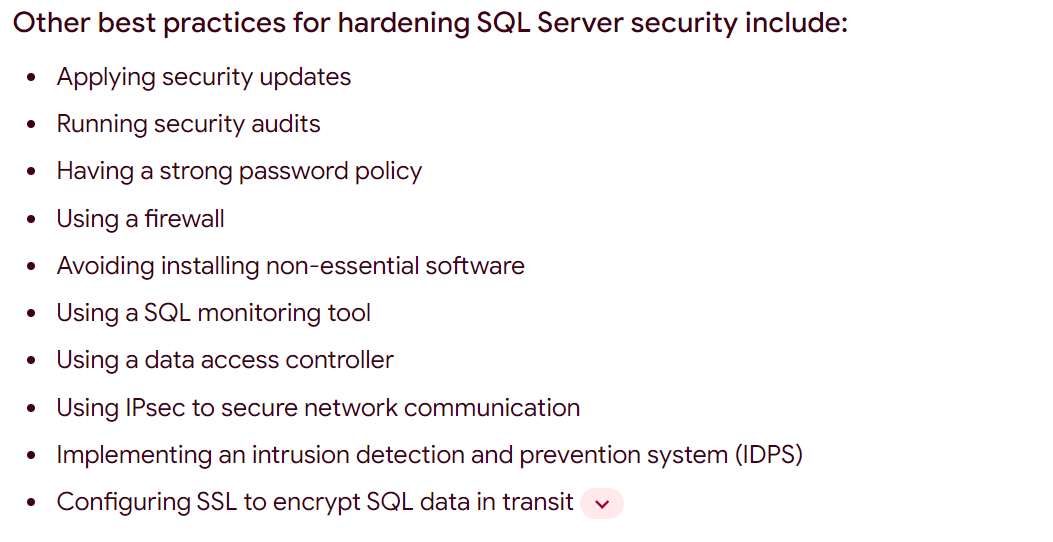 Other best practices for hardening SQL Server security include:
• Applying security updates
• Running security audits
• Having a strong password policy
• Using a firewall
• Avoiding installing non-essential software
• Using a SQL monitoring tool
• Using a data access controller
• Using IPsec to secure network communication
• Implementing an intrusion detection and prevention system (IDPS)
• Configuring SSL to encrypt SQL data in transit